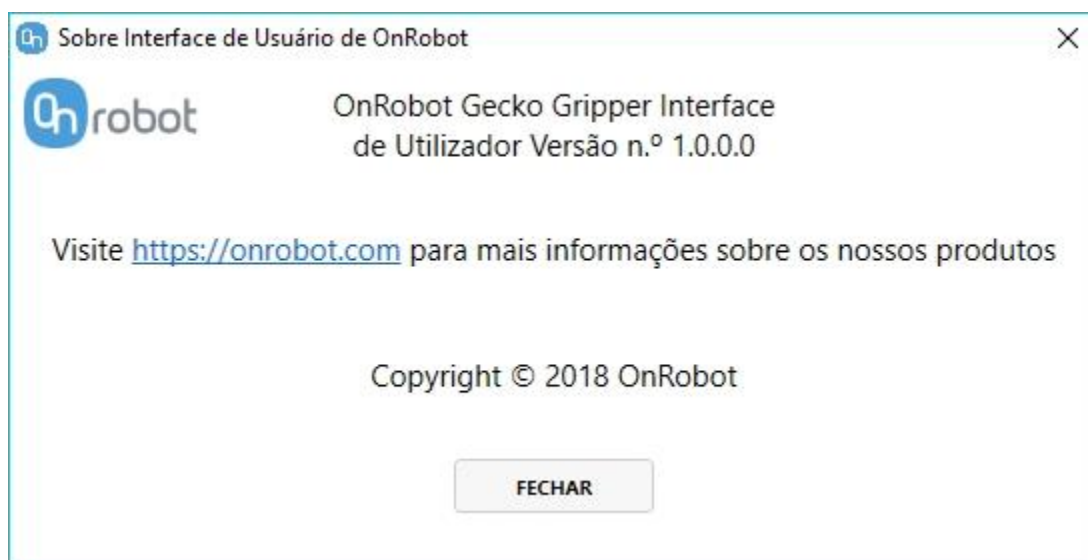 On Sobre Interface de Usuário de OnRobot
On robot
OnRobot Gecko Gripper Interface
de Utilizador Versão n.º 1.0.0.0
Visite https://onrobot.com para mais informações sobre os nossos produtos
Copyright © 2018 OnRobot
FECHAR